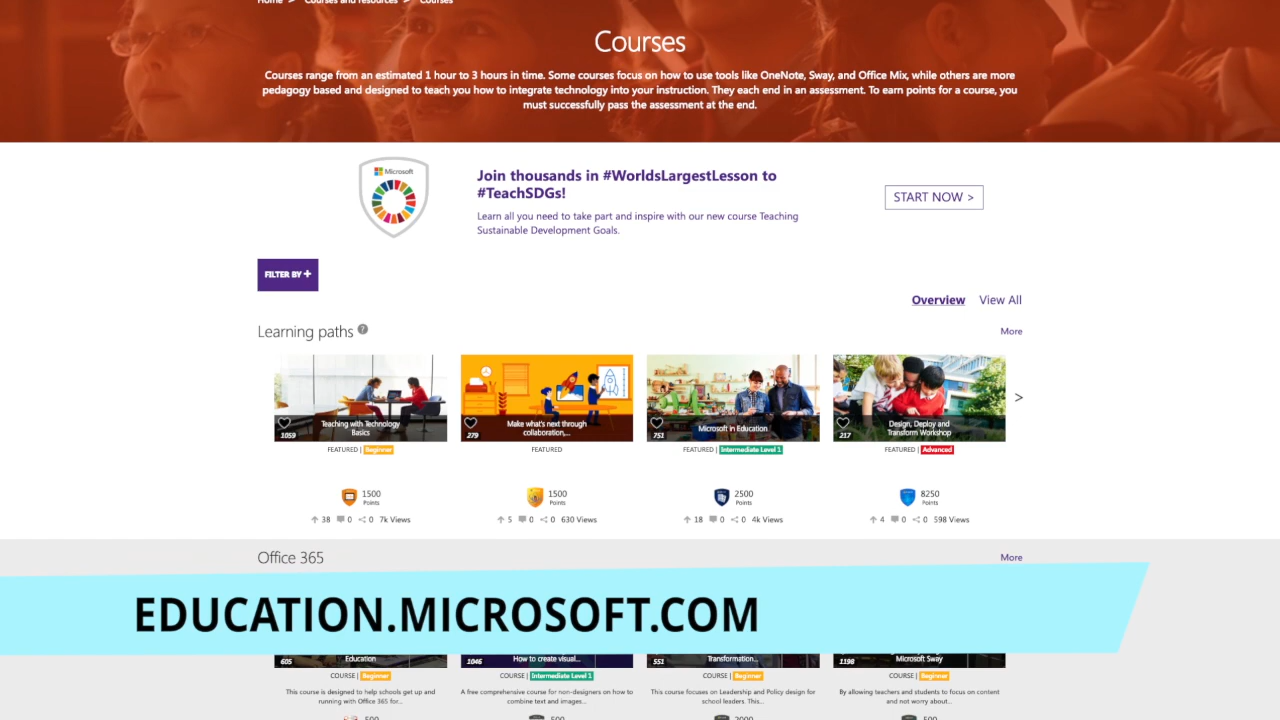 Home > Courses and resources > Courses
Courses
Courses range from an estimated 1 hour to 3 hours in time. Some courses focus on how to use tools like OneNote, Sway, and Office Mix, while others are more
pedagogy based and designed to teach you how to integrate technology into your instruction. They each end in an assessment. To earn points for a course, you
must successfully pass the assessment at the end.
Microsoft
Join thousands in #WorldsLargestLesson to
#TeachSDGs!
Learn all you need to take part and inspire with our new course Teaching
Sustainable Development Goals.
START NOW >
FILTER BY +
Overview View All
Learning paths ?
More
Teaching with Technology
Basics
1059
FEATURED | Beginner
1500
Points
38 0 0 7k Views
Make what's next through
collaboration,...
279
FEATURED
1500
Points
5 0 0 630 Views
Microsoft in Education
751
FEATURED | Intermediate Level 1
2500
Points
18 0 0 4k Views
Design, Deploy and
Transform Workshop
217
FEATURED | Advanced
8250
Points
4 0 0 598 Views
>
Office 365
More
EDUCATION.MICROSOFT.COM
Education
605
COURSE | Beginner
This course is designed to help schools get up and
running with Office 365 for...
500
How to create visual...
1046
COURSE | Intermediate Level 1
A free comprehensive course for non-designers on how to
combine text and images...
500
Transformation...
551
COURSE | Beginner
This course focuses on Leadership and Policy design for
school leaders. This...
2000
Microsoft Sway
1198
COURSE | Beginner
By allowing teachers and students to focus on content
and not worry about...
500